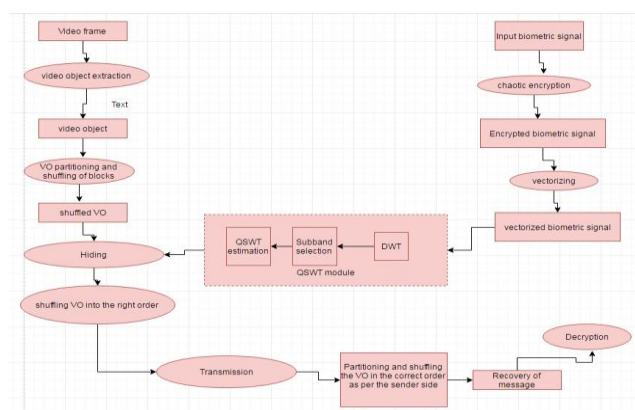 Video frame
video object extraction
Text
video object
VO partitioning and
shuffling of blocks
shuffled VO
Hiding
shuffling VO into the right order
Input biometric signal
chaotic encryption
Encrypted biometric signal
vectorizing
vectorized biometric signal
QSWT
estimation
Subband
selection
DWT
QSWT module
Transmission
Partitioning and shuffling
the VO in the correct order
as per the sender side
Recovery of
message
Decryption